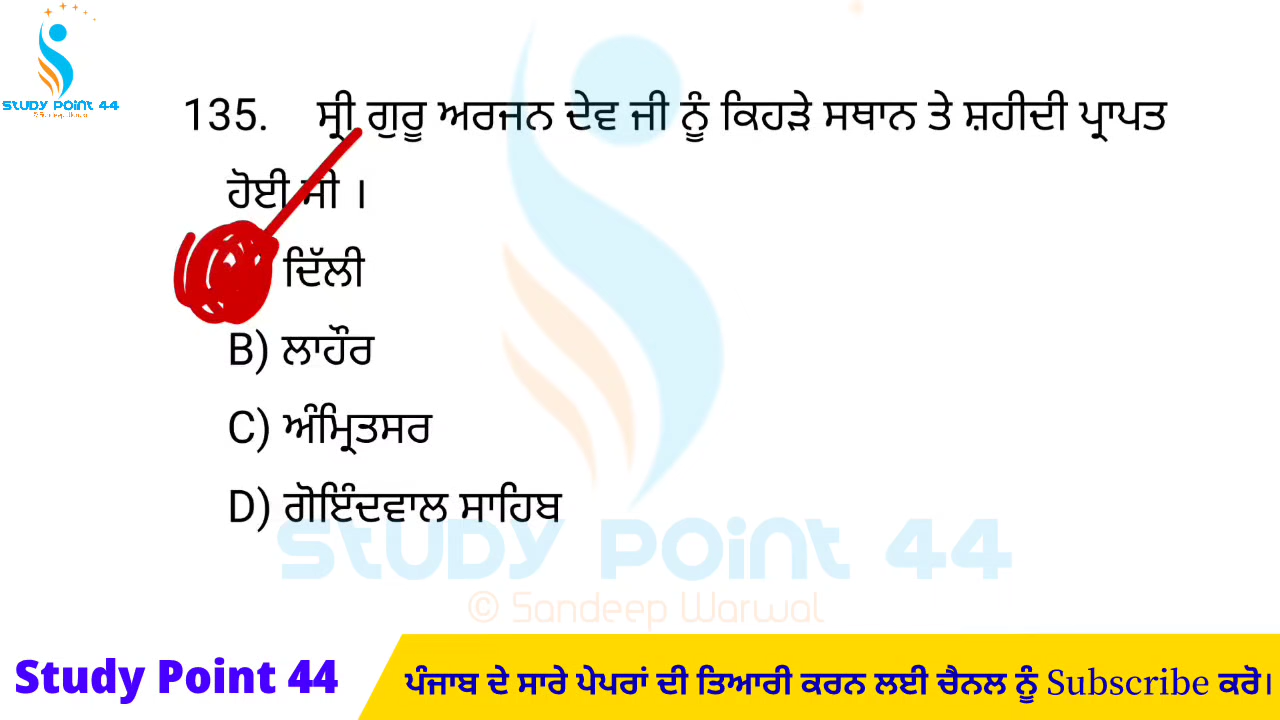 STUDY POINT 44
135. ਸ੍ਰੀ ਗੁਰੂ ਅਰਜਨ ਦੇਵ ਜੀ ਨੂੰ ਕਿਹੜੇ ਸਥਾਨ ਤੇ ਸ਼ਹੀਦੀ ਪ੍ਰਾਪਤ
ਹੋਈ ਸੀ ।
ਦਿੱਲੀ
B) ਲਾਹੌਰ
C) ਅੰਮ੍ਰਿਤਸਰ
D) ਗੋਇੰਦਵਾਲ ਸਾਹਿਬ
STUDY POINT 44
© Sandeep Warwal
Study Point 44
ਪੰਜਾਬ ਦੇ ਸਾਰੇ ਪੇਪਰਾਂ ਦੀ ਤਿਆਰੀ ਕਰਨ ਲਈ ਚੈਨਲ ਨੂੰ Subscribe ਕਰੋ।